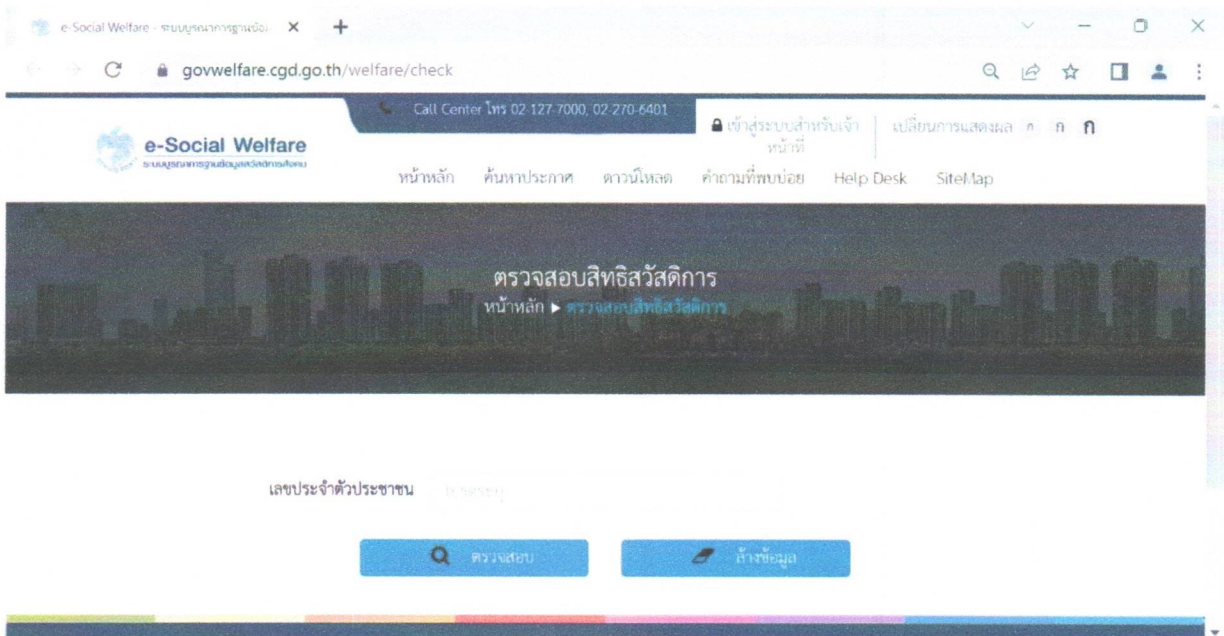 e-Social Welfare - ระบบบูรณาการฐานข้อ
govwelfare.cgd.go.th/welfare/check
Call Center โทร 02-127-7000, 02-270-6401
เข้าสู่ระบบสำหรับเจ้า
หน้าที่
เปลี่ยนการแสดงผล ก ก ก
e-Social Welfare
ระบบบูรณาการฐานข้อมูลสวัสดิการสังคม
หน้าหลัก ค้นหาประกาศ ดาวน์โหลด คำถามที่พบบ่อย Help Desk SiteMap
ตรวจสอบสิทธิสวัสดิการ
หน้าหลัก ▶ ตรวจสอบสิทธิสวัสดิการ
เลขประจำตัวประชาชน โปรดระบุ
ตรวจสอบ ล้างข้อมูล